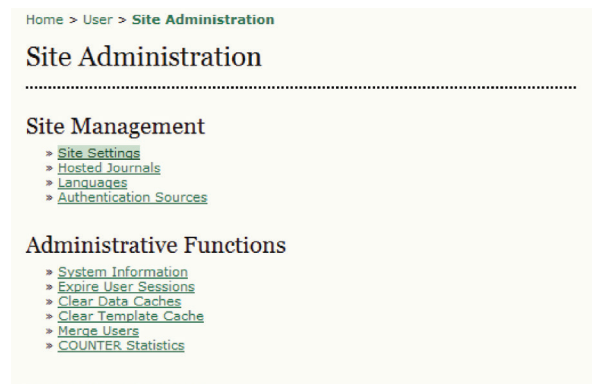 Home > User > Site Administration
Site Administration
Site Management
» Site Settings
» Hosted Journals
» Languages
» Authentication Sources
Administrative Functions
» System Information
» Expire User Sessions
» Clear Data Caches
» Clear Template Cache
» Merge Users
» COUNTER Statistics